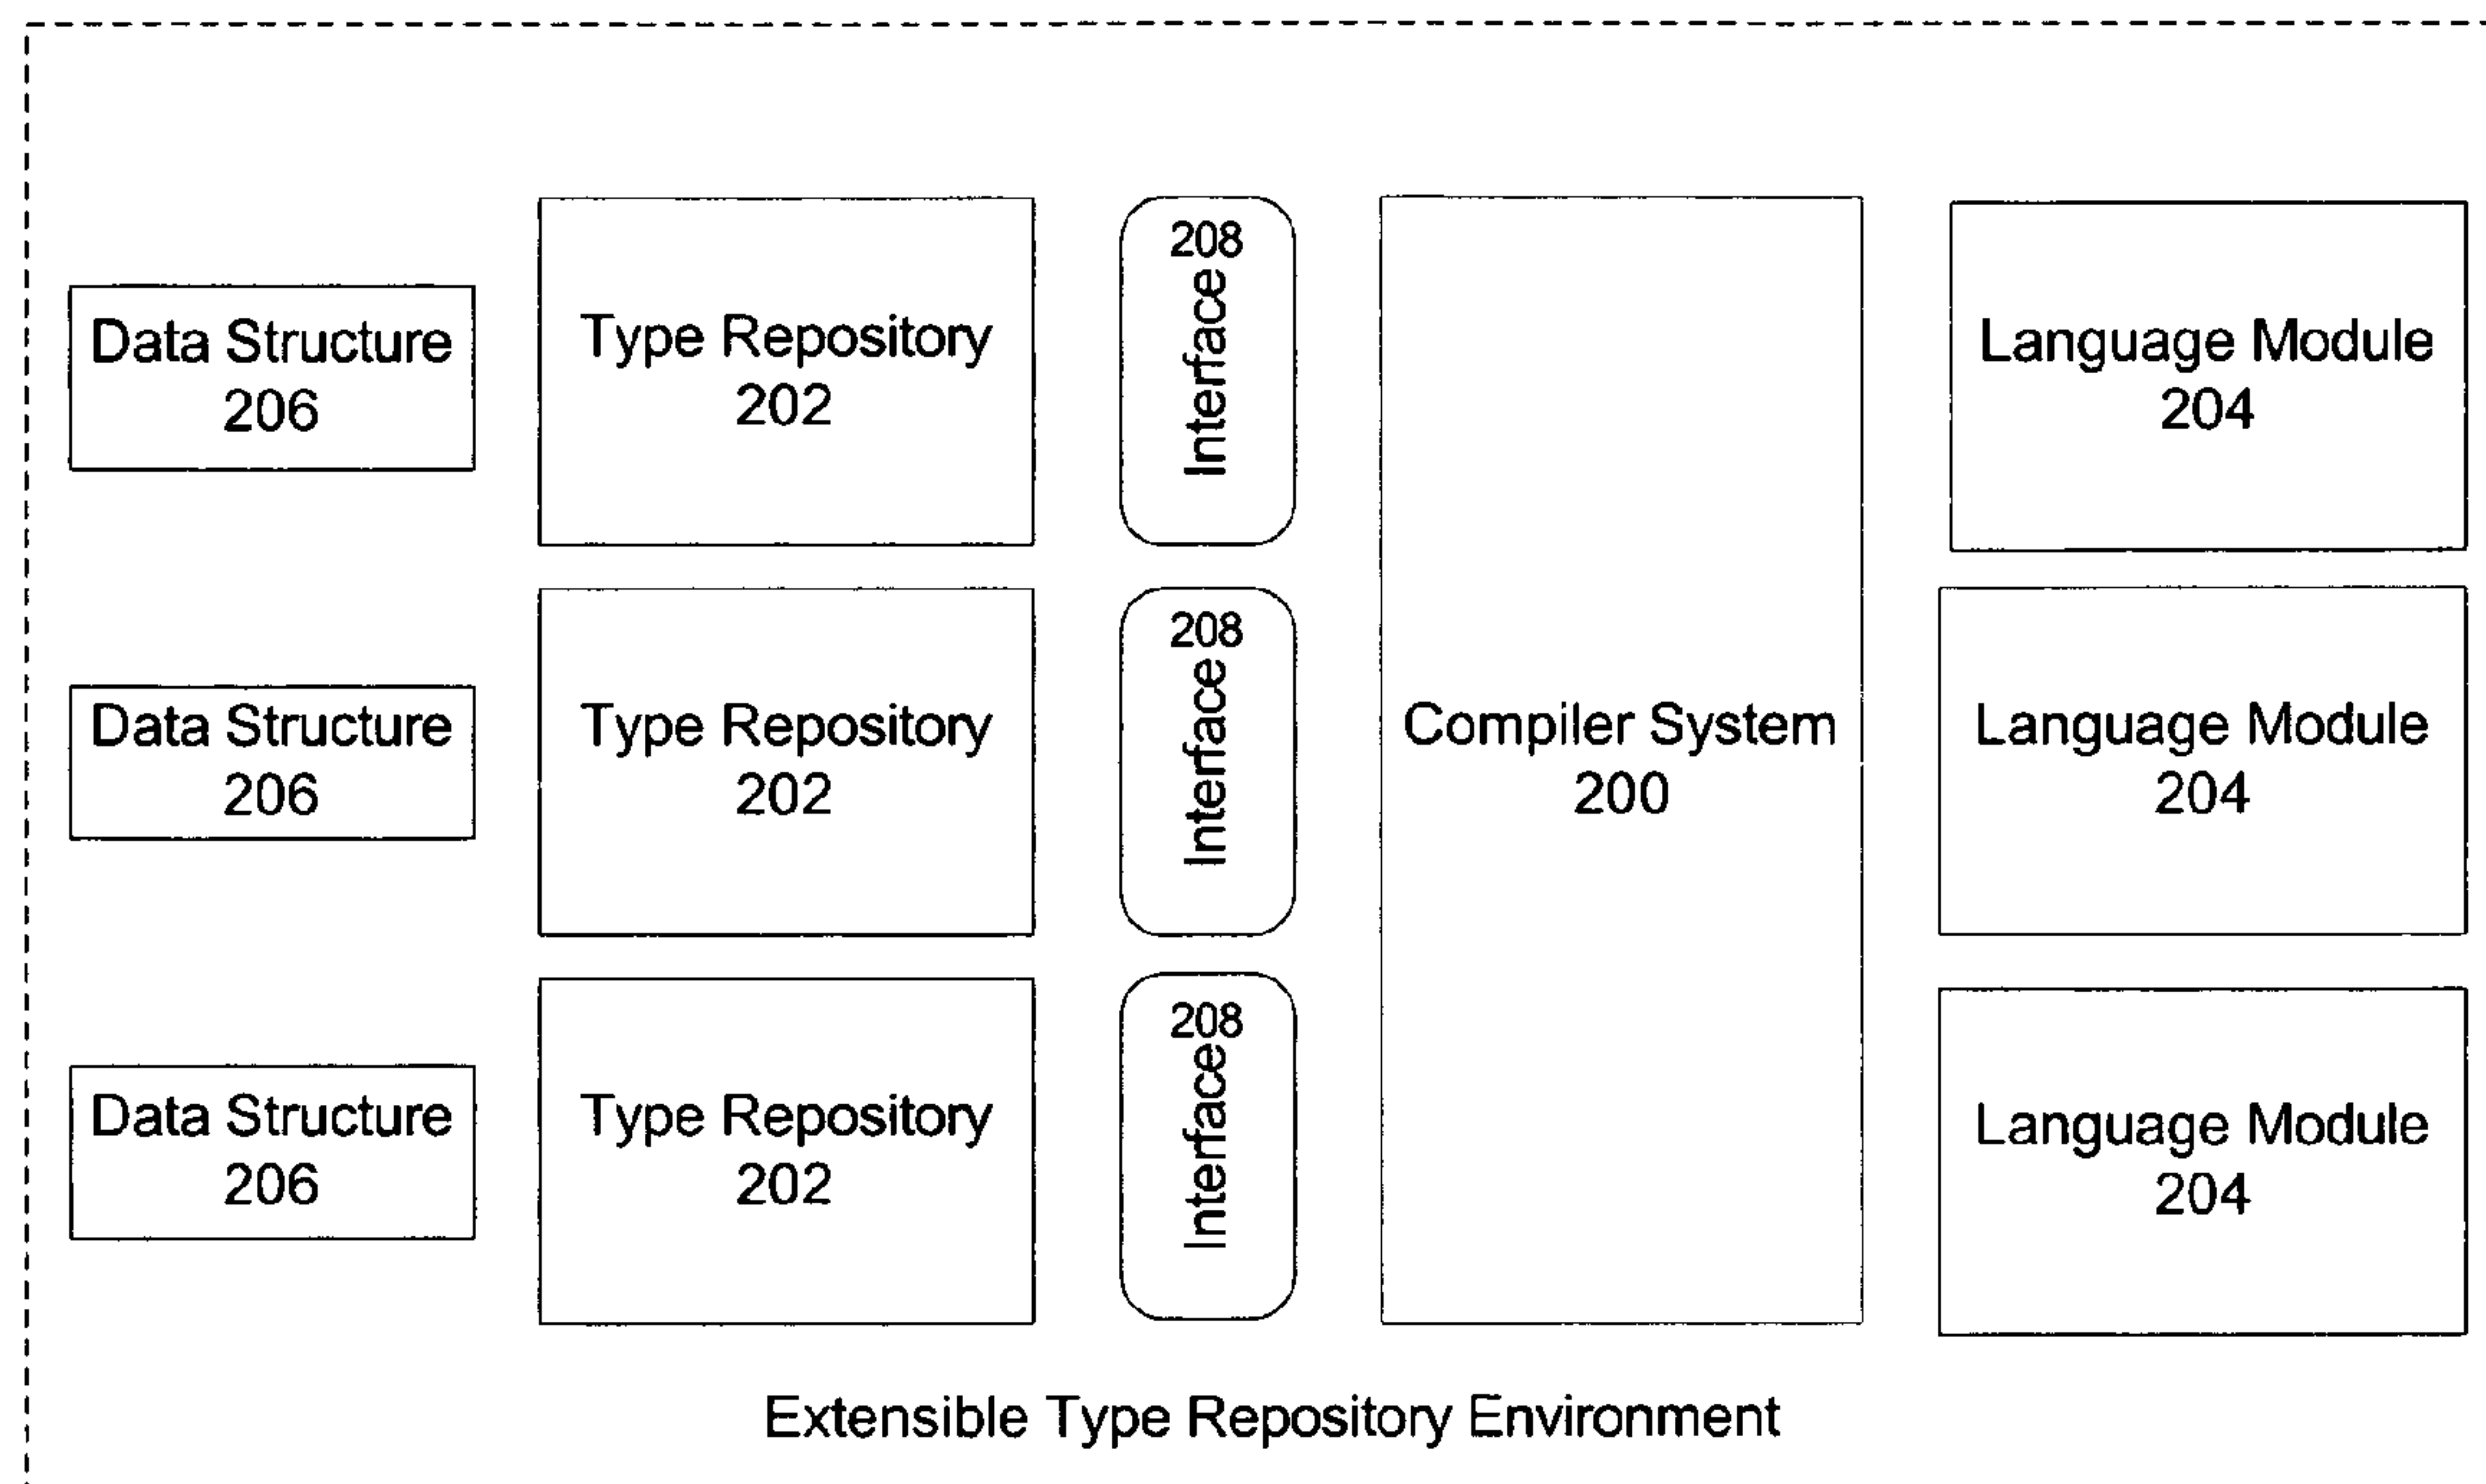 Data Structure
206
Type Repository
202
208
Interface
Language Module
204
Data Structure
206
Type Repository
202
208
Interface
Compiler System
200
Language Module
204
Data Structure
206
Type Repository
202
208
Interface
Language Module
204
Extensible Type Repository Environment